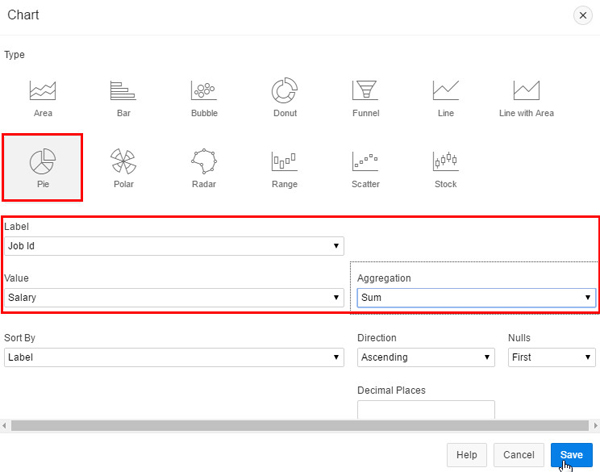 Chart
Type
Area Bar Bubble Donut Funnel Line Line with Area
Pie Polar Radar Range Scatter Stock
Label
Job Id
Value Aggregation
Salary Sum
Sort By Direction Nulls
Label Ascending First
Decimal Places
Help Cancel Save